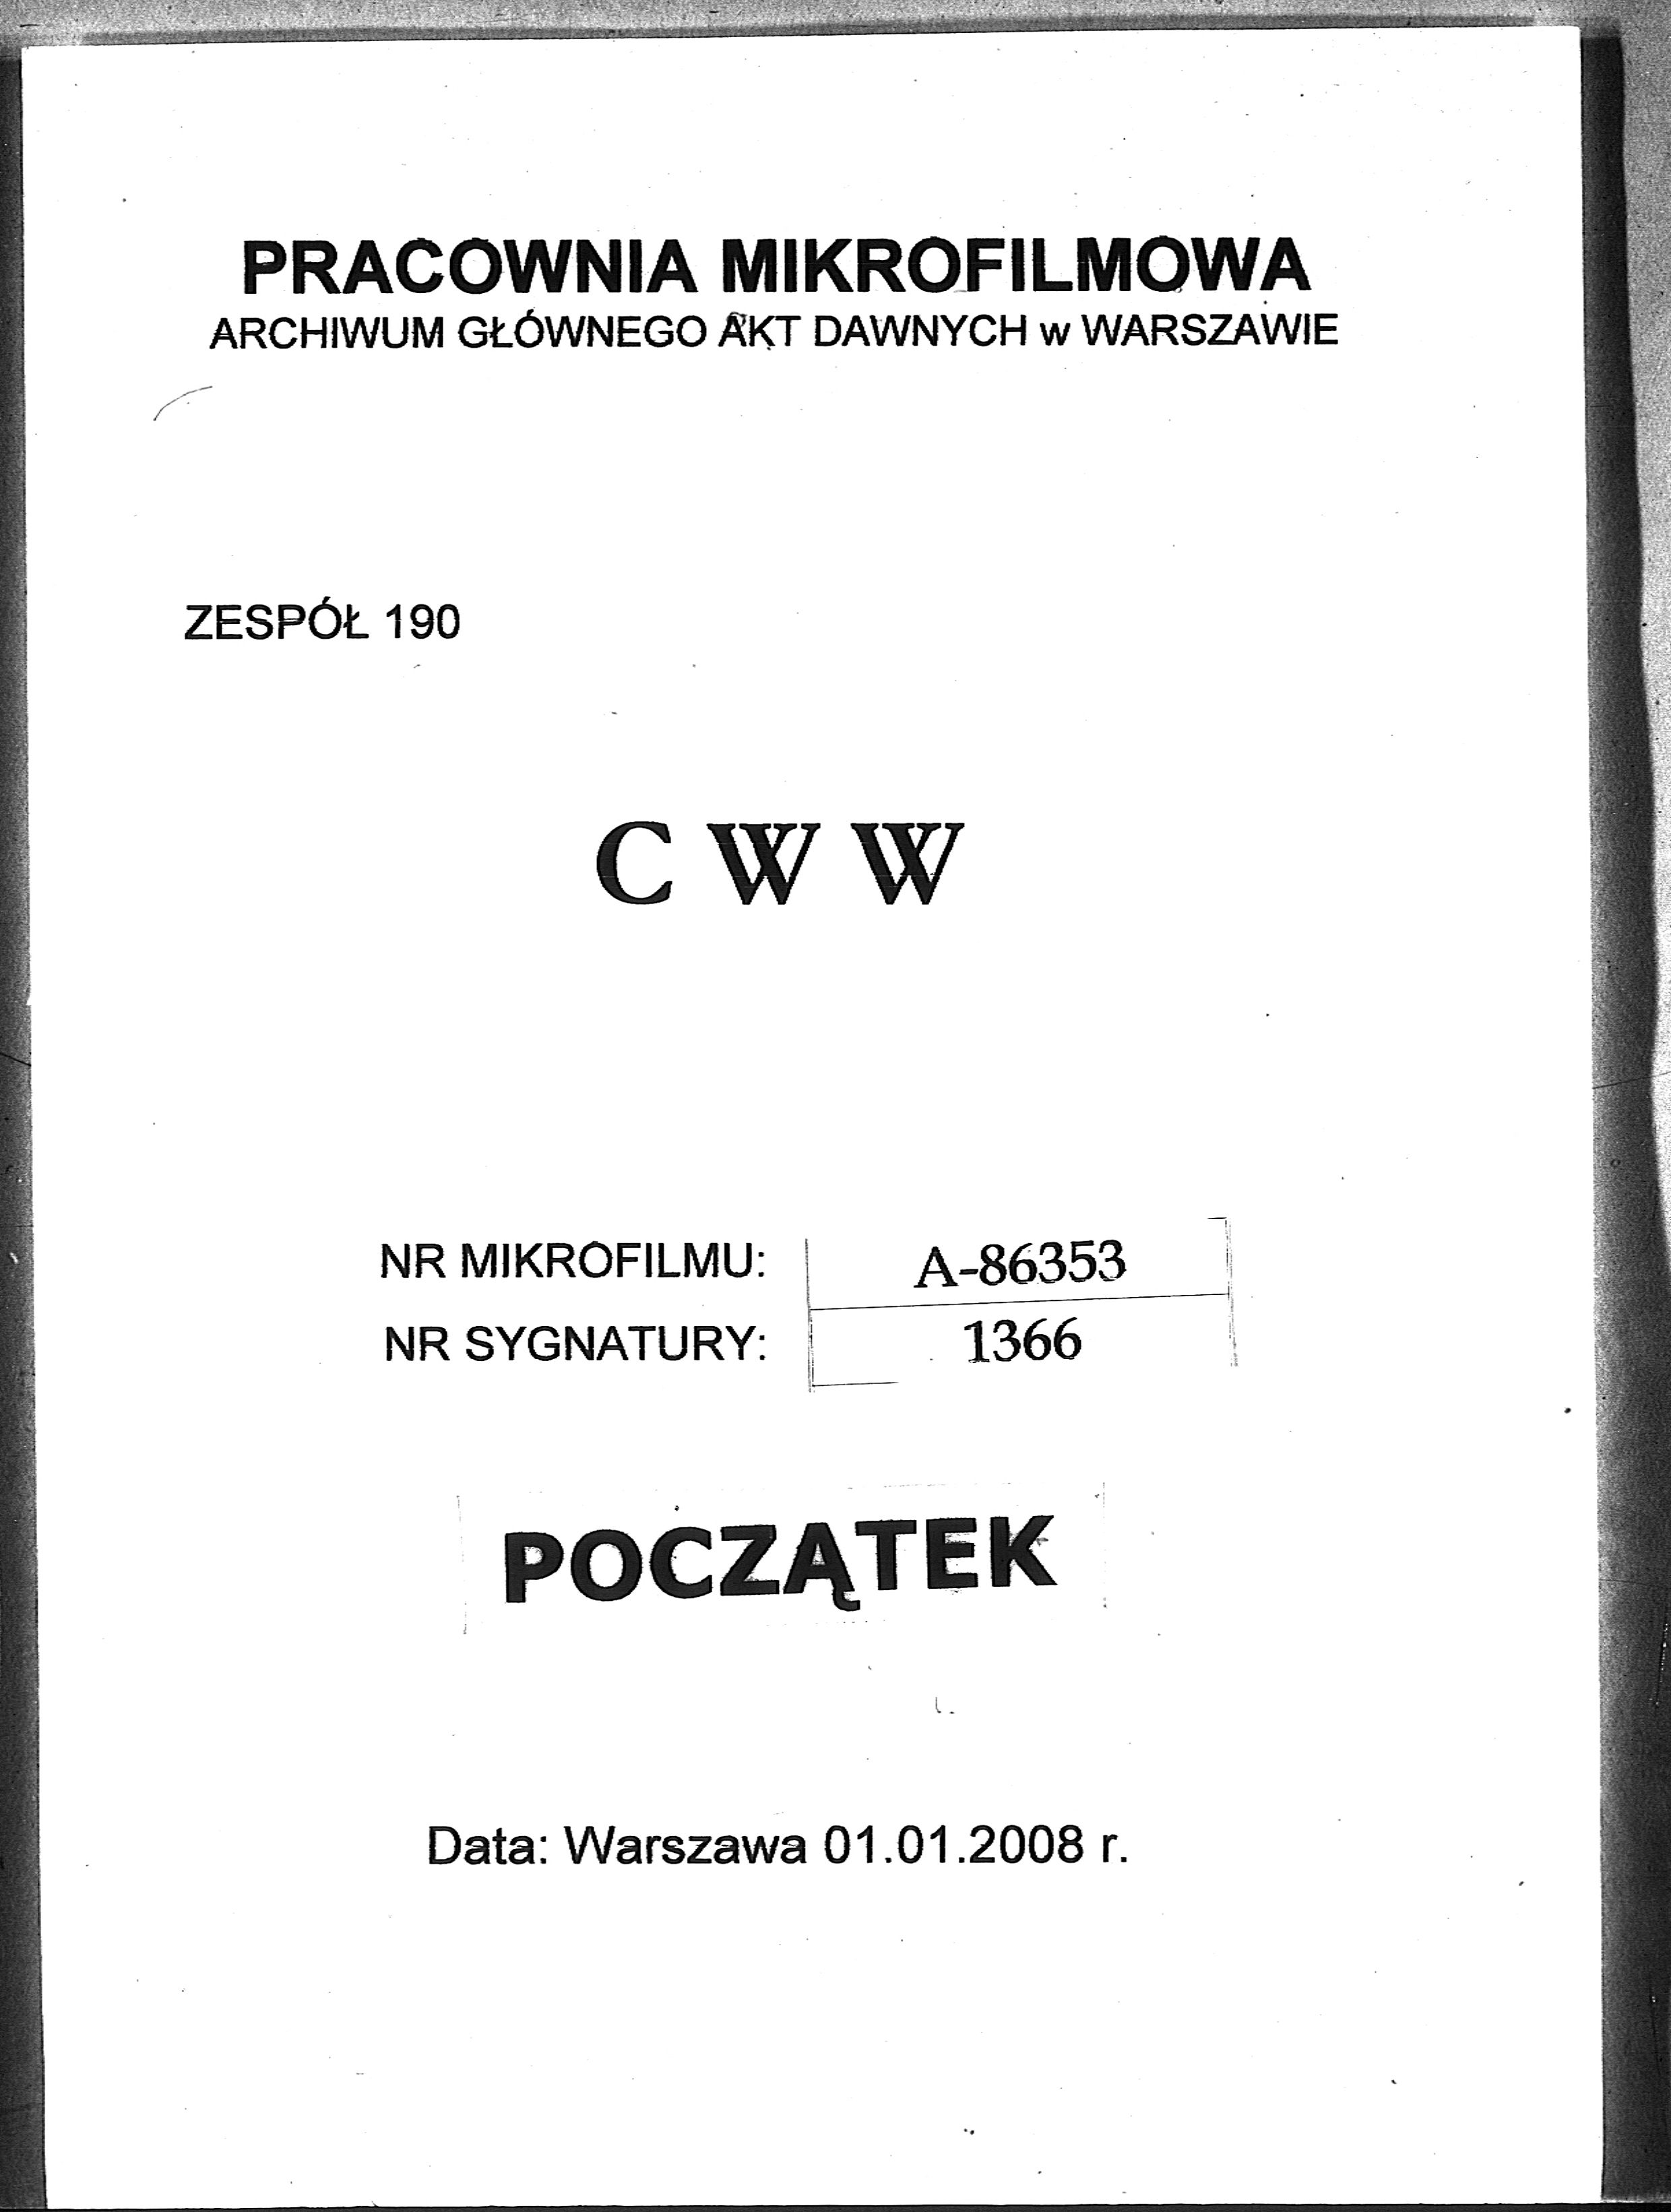 PRACOWNIA MIKROFILMOWA
ARCHIWUM GŁÓWNEGO AKT DAWNYCH w WARSZAWIE
ZESPÓŁ 190
C W W
NR MIKROFILMU: A-86353
NR SYGNATURY: 1366
POCZĄTEK
Data: Warszawa 01.01.2008 r.